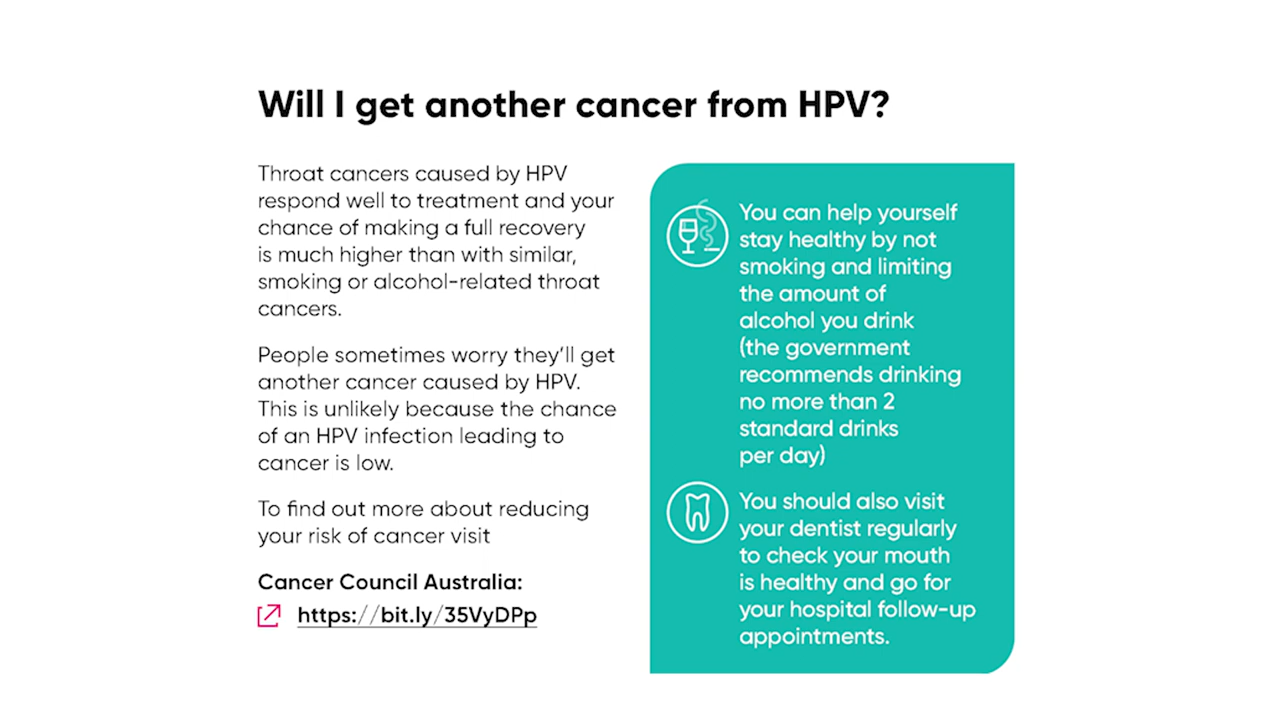 Will I get another cancer from HPV?
Throat cancers caused by HPV
respond well to treatment and your
chance of making a full recovery
is much higher than with similar,
smoking or alcohol-related throat
cancers.
People sometimes worry they'll get
another cancer caused by HPV.
This is unlikely because the chance
of an HPV infection leading to
cancer is low.
To find out more about reducing
your risk of cancer visit
Cancer Council Australia:
https://bit.ly/35VyDPp
You can help yourself
stay healthy by not
smoking and limiting
the amount of
alcohol you drink
(the government
recommends drinking
no more than 2
standard drinks
per day)
You should also visit
your dentist regularly
to check your mouth
is healthy and go for
your hospital follow-up
appointments.